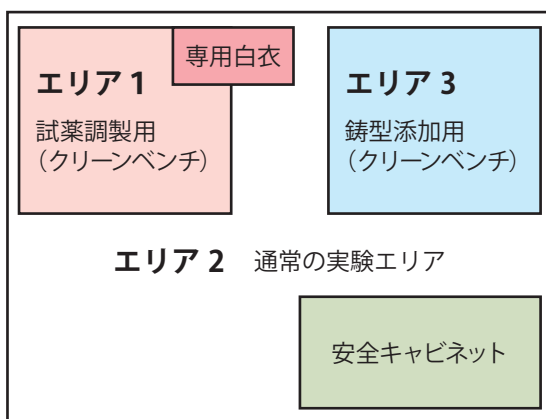 専用白衣
エリア 1
試薬調製用
（クリーンベンチ）
エリア 3
鋳型添加用
（クリーンベンチ）
エリア 2 通常の実験エリア
安全キャビネット